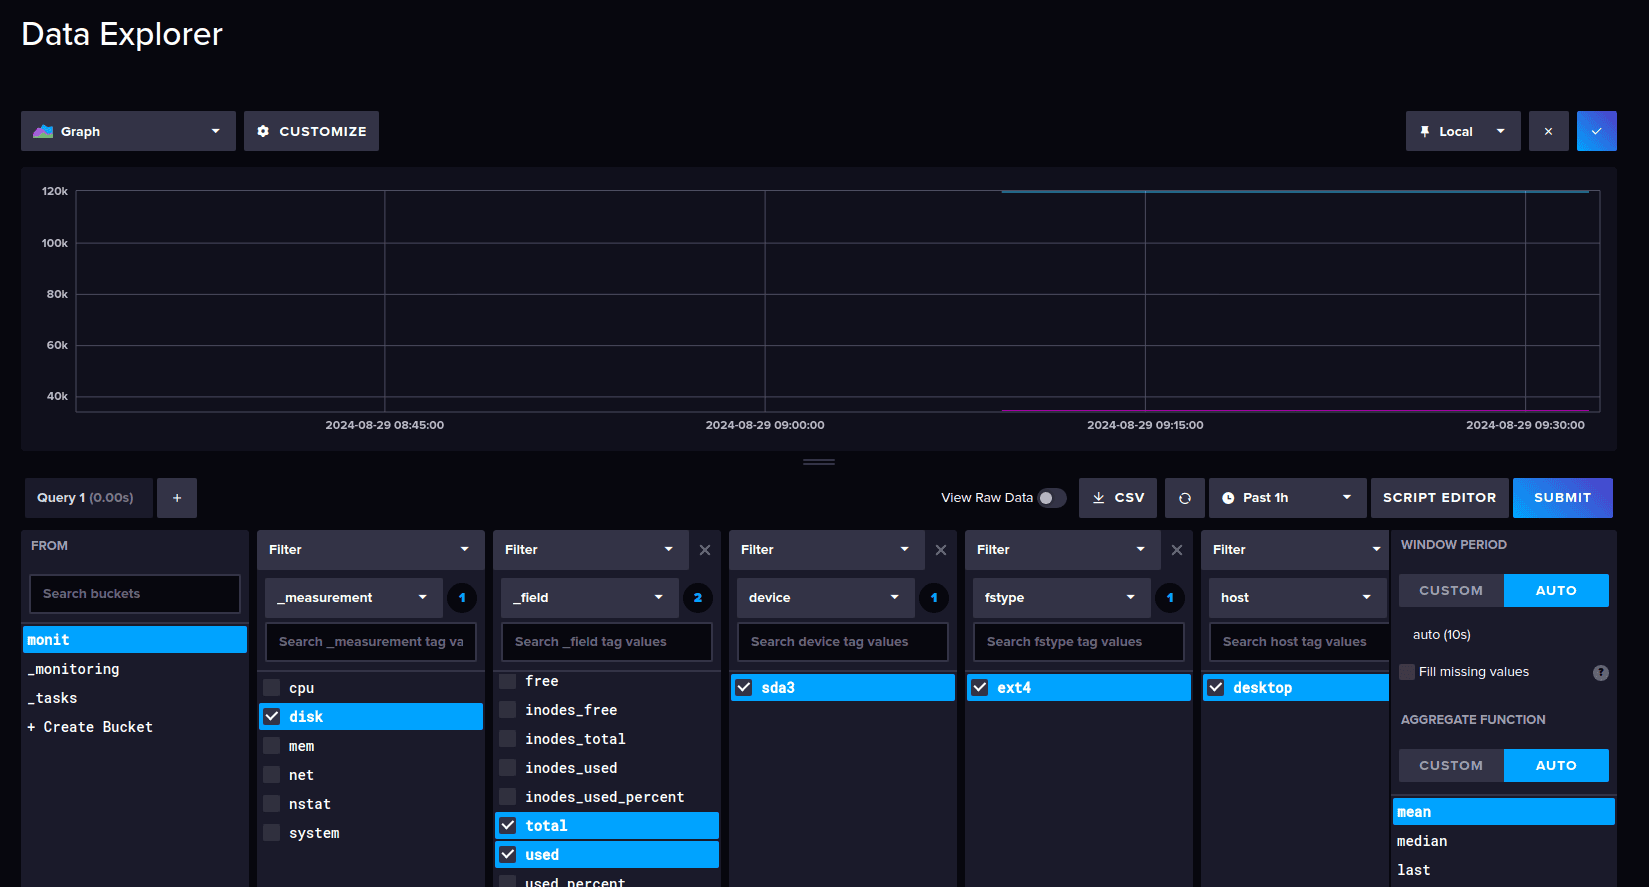 Data Explorer
Graph
CUSTOMIZE
Local
120k
100k
80k
60k
40k
2024-08-29 08:45:00
2024-08-29 09:00:00
2024-08-29 09:15:00
2024-08-29 09:30:00
Query 1 (0.00s)
+
View Raw Data
CSV
Past 1h
SCRIPT EDITOR
SUBMIT
FROM
Search buckets
monit
_monitoring
_tasks
+ Create Bucket
Filter
_measurement
1
Search _measurement tag va
cpu
disk
mem
net
nstat
system
Filter
_field
2
Search _field tag values
free
inodes_free
inodes_total
inodes_used
inodes_used_percent
total
used
used_percent
Filter
device
1
Search device tag values
sda3
Filter
fstype
1
Search fstype tag values
ext4
Filter
host
Search host tag values
desktop
WINDOW PERIOD
CUSTOM
AUTO
auto (10s)
Fill missing values
?
AGGREGATE FUNCTION
CUSTOM
AUTO
mean
median
last